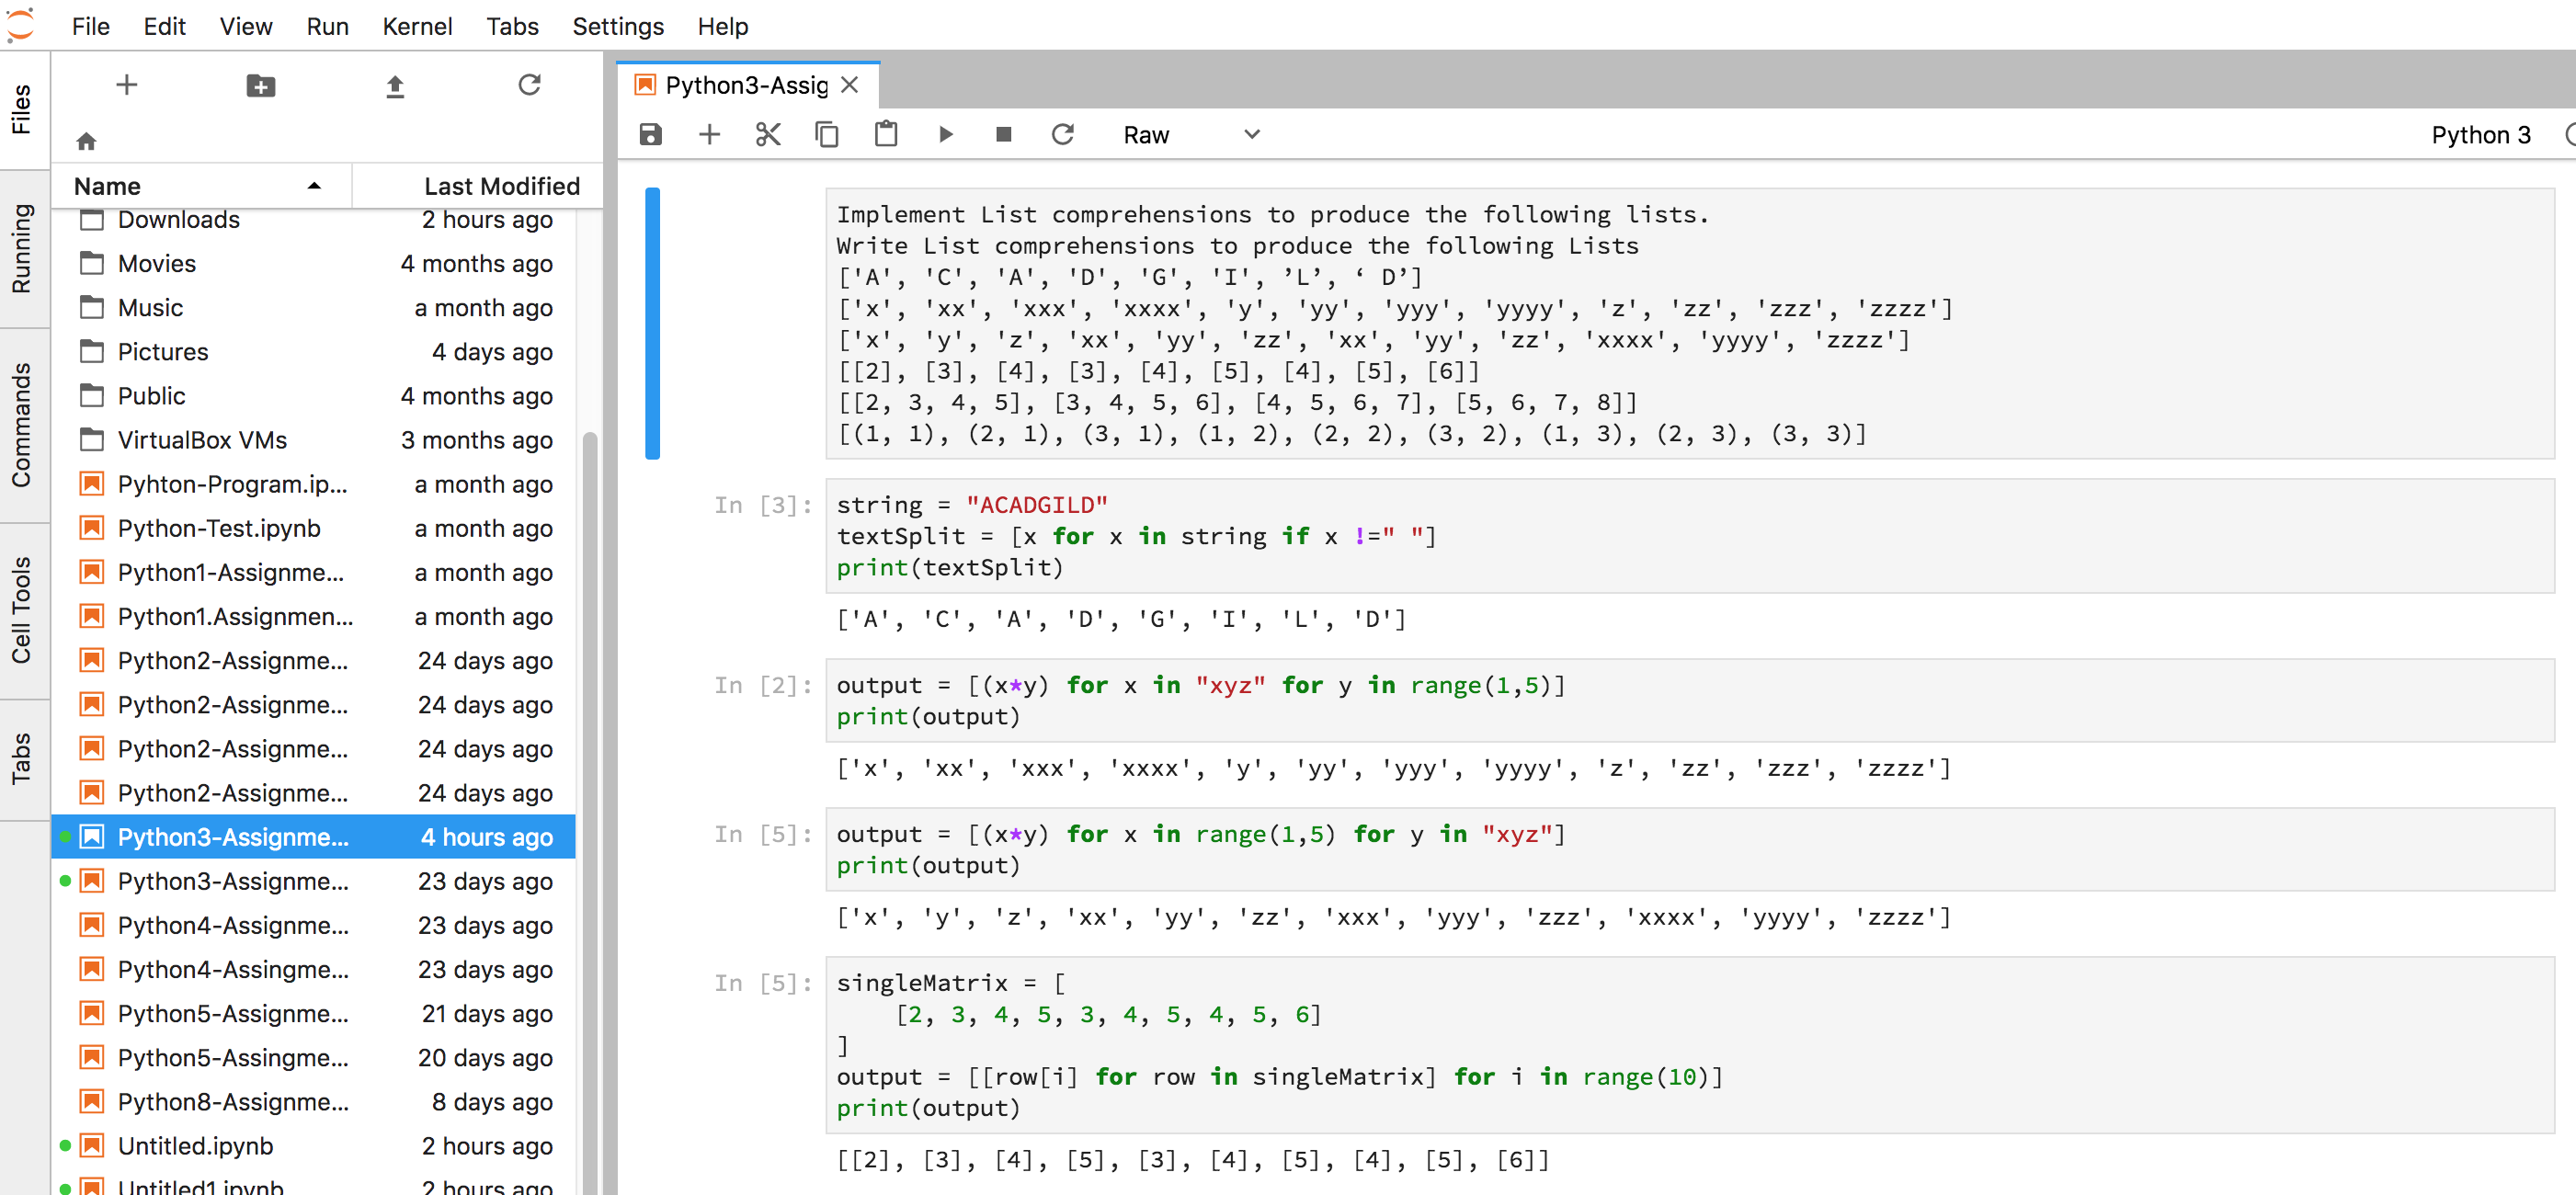 File Edit View Run Kernel Tabs Settings Help
Files
Running
Commands
Cell Tools
Tabs
Name Last Modified
Downloads 2 hours ago
Movies 4 months ago
Music a month ago
Pictures 4 days ago
Public 4 months ago
VirtualBox VMs 3 months ago
Pyhton-Program.ip... a month ago
Python-Test.ipynb a month ago
Python1-Assignme... a month ago
Python1.Assignmen... a month ago
Python2-Assignme... 24 days ago
Python2-Assignme... 24 days ago
Python2-Assignme... 24 days ago
Python2-Assignme... 24 days ago
Python3-Assignme... 4 hours ago
Python3-Assignme... 23 days ago
Python4-Assignme... 23 days ago
Python4-Assingme... 23 days ago
Python5-Assignme... 21 days ago
Python5-Assingme... 20 days ago
Python8-Assignme... 8 days ago
Untitled.ipynb 2 hours ago
Untitled1.ipynb 2 hours ago
Python3-Assig
Raw Python 3
Implement List comprehensions to produce the following lists.
Write List comprehensions to produce the following Lists
['A', 'C', 'A', 'D', 'G', 'I', ’L’, ‘ D’]
['x', 'xx', 'xxx', 'xxxx', 'y', 'yy', 'yyy', 'yyyy', 'z', 'zz', 'zzz', 'zzzz']
['x', 'y', 'z', 'xx', 'yy', 'zz', 'xx', 'yy', 'zz', 'xxxx', 'yyyy', 'zzzz']
[[2], [3], [4], [3], [4], [5], [4], [5], [6]]
[[2, 3, 4, 5], [3, 4, 5, 6], [4, 5, 6, 7], [5, 6, 7, 8]]
[(1, 1), (2, 1), (3, 1), (1, 2), (2, 2), (3, 2), (1, 3), (2, 3), (3, 3)]
In [3]: string = "ACADGILD"
textSplit = [x for x in string if x !=" "]
print(textSplit)
['A', 'C', 'A', 'D', 'G', 'I', 'L', 'D']
In [2]: output = [(x*y) for x in "xyz" for y in range(1,5)]
print(output)
['x', 'xx', 'xxx', 'xxxx', 'y', 'yy', 'yyy', 'yyyy', 'z', 'zz', 'zzz', 'zzzz']
In [5]: output = [(x*y) for x in range(1,5) for y in "xyz"]
print(output)
['x', 'y', 'z', 'xx', 'yy', 'zz', 'xxx', 'yyy', 'zzz', 'xxxx', 'yyyy', 'zzzz']
In [5]: singleMatrix = [
[2, 3, 4, 5, 3, 4, 5, 4, 5, 6]
]
output = [[row[i] for row in singleMatrix] for i in range(10)]
print(output)
[[2], [3], [4], [5], [3], [4], [5], [4], [5], [6]]